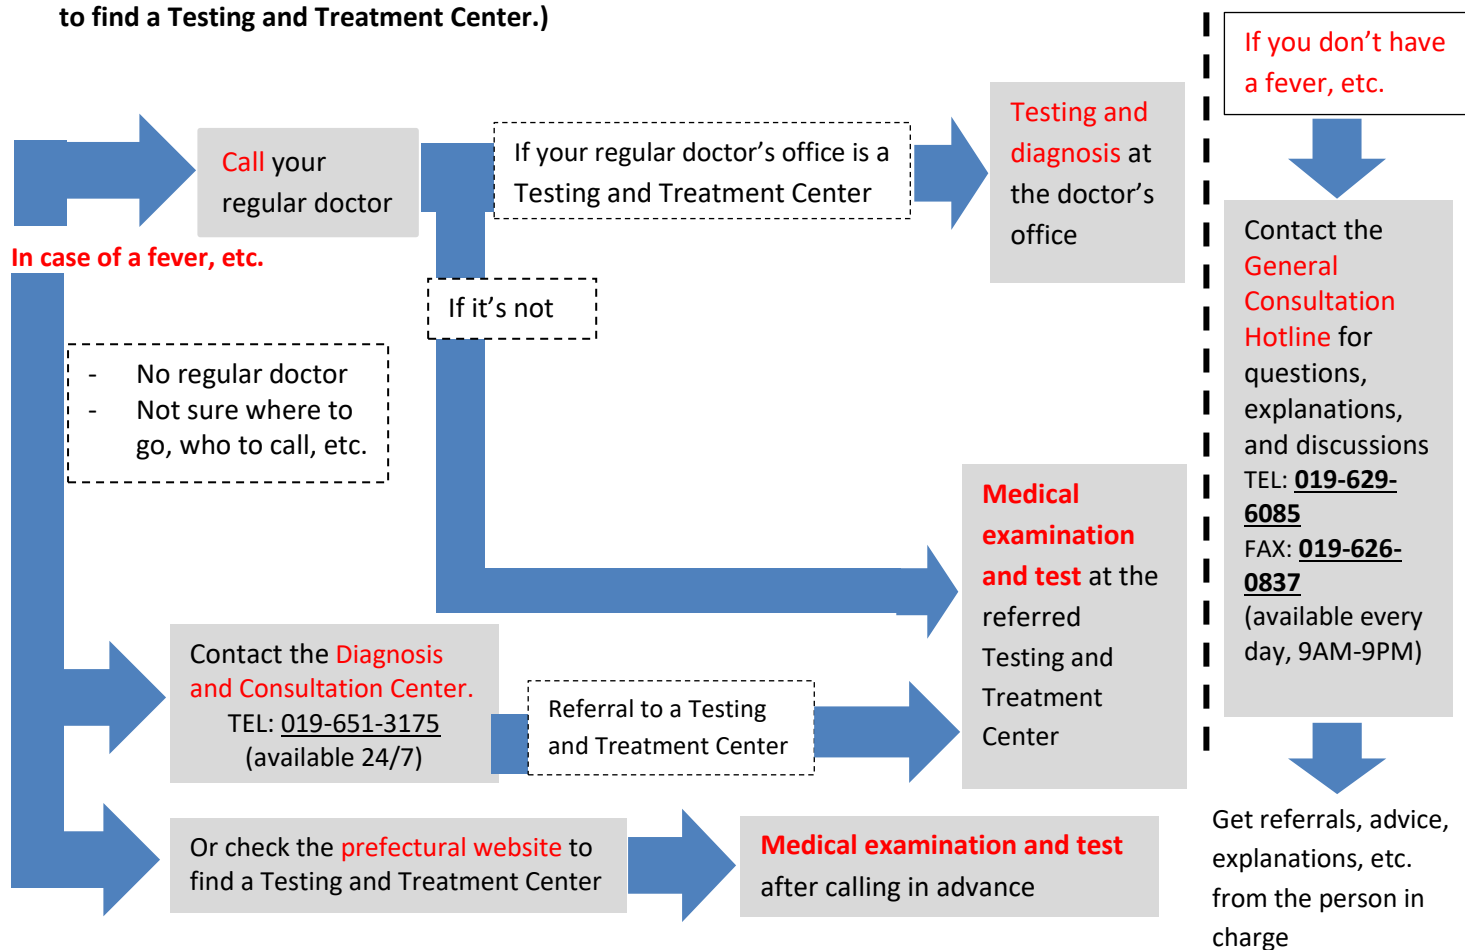 to find a Testing and Treatment Center.)
Call your
regular doctor
If your regular doctor’s office is a
Testing and Treatment Center
Testing and
diagnosis at
the doctor’s
office
In case of a fever, etc.
If it’s not
- No regular doctor
- Not sure where to
go, who to call, etc.
Medical
examination
and test at the
referred
Testing and
Treatment
Center
Contact the Diagnosis
and Consultation Center.
TEL: 019-651-3175
(available 24/7)
Referral to a Testing
and Treatment Center
Or check the prefectural website to
find a Testing and Treatment Center
Medical examination and test
after calling in advance
If you don’t have
a fever, etc.
Contact the
General
Consultation
Hotline for
questions,
explanations,
and discussions
TEL: 019-629-
6085
FAX: 019-626-
0837
(available every
day, 9AM-9PM)
Get referrals, advice,
explanations, etc.
from the person in
charge